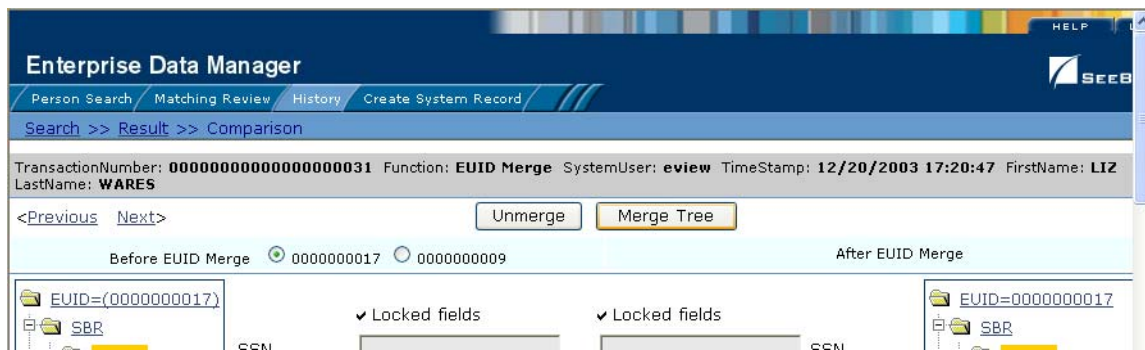 HELP
Enterprise Data Manager
SEEB
Person Search Matching Review History Create System Record
Search >> Result >> Comparison
TransactionNumber: 00000000000000000031 Function: EUID Merge SystemUser: eview TimeStamp: 12/20/2003 17:20:47 FirstName: LIZ
LastName: WARES
<Previous Next> Unmerge Merge Tree
Before EUID Merge 0000000017 0000000009 After EUID Merge
EUID=(0000000017) EUID=0000000017
✓ Locked fields ✓ Locked fields
SBR SBR
SSN SSN